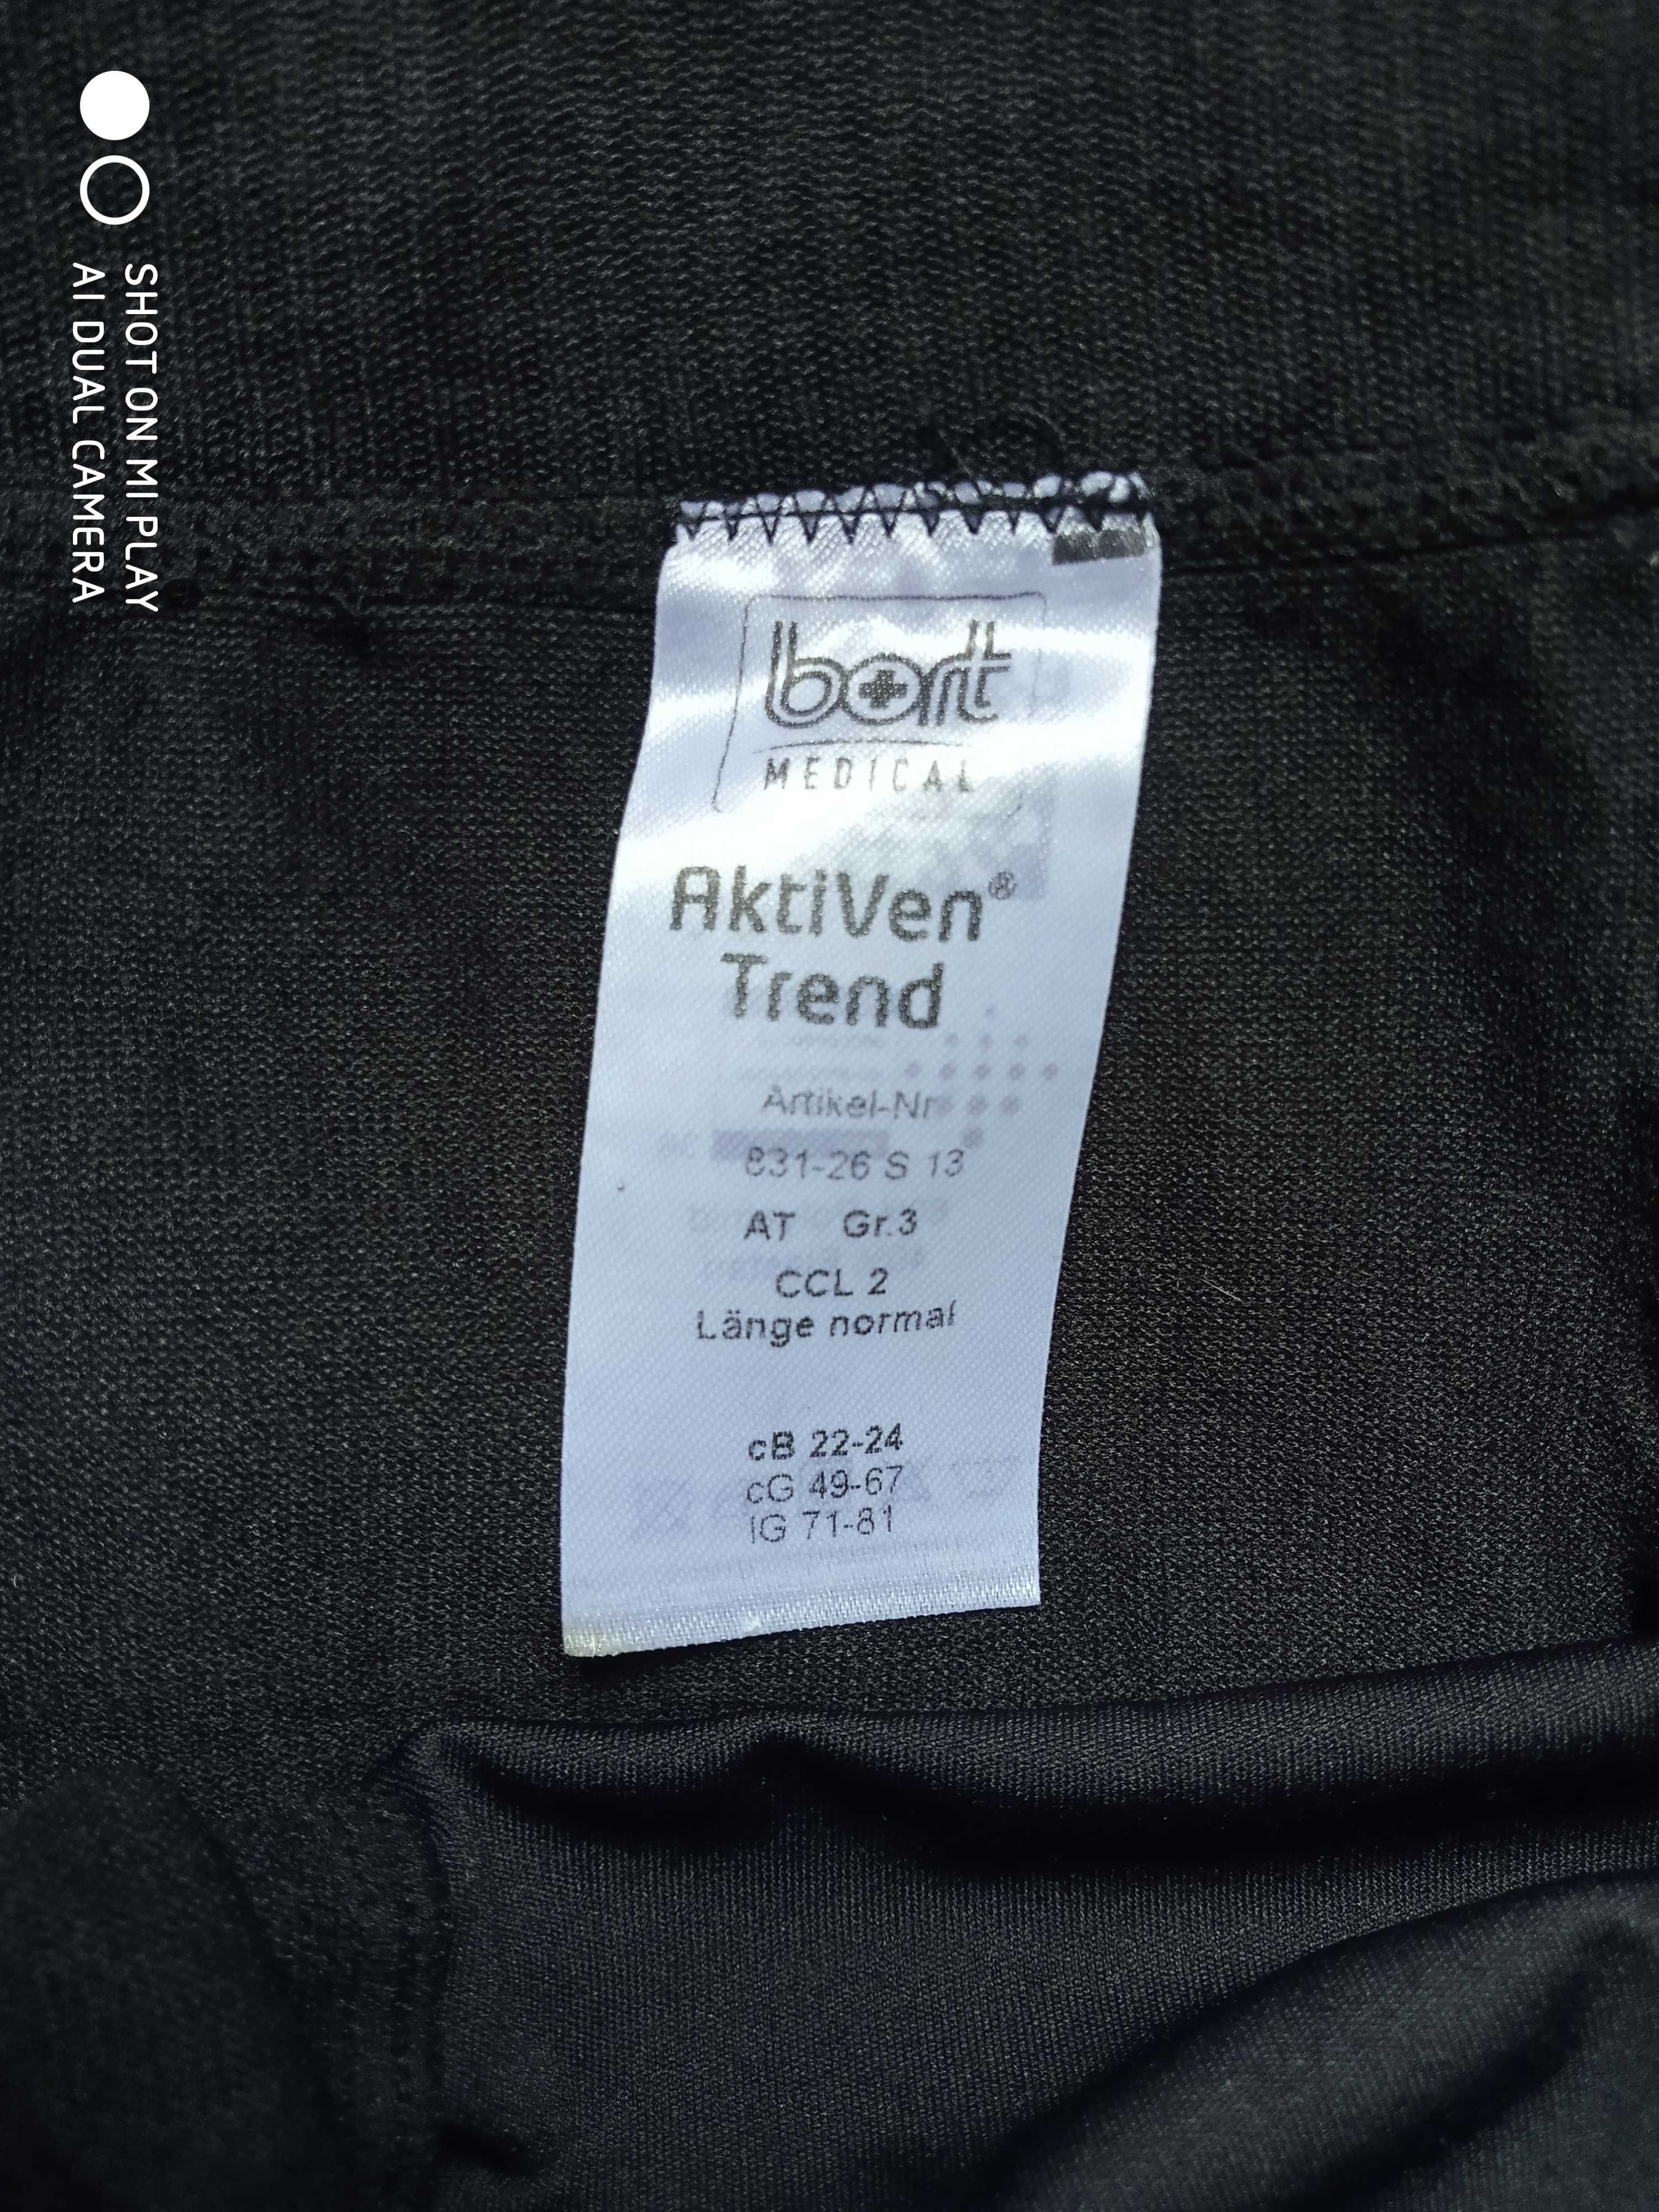 SHOT ON MI PLAY
AI DUAL CAMERA
bort
MEDICAL
AktiVen®
Trend
Artikel-Nr
831-26 S 13
AT Gr.3
CCL 2
Länge normal
cB 22-24
cG 49-67
lG 71-81